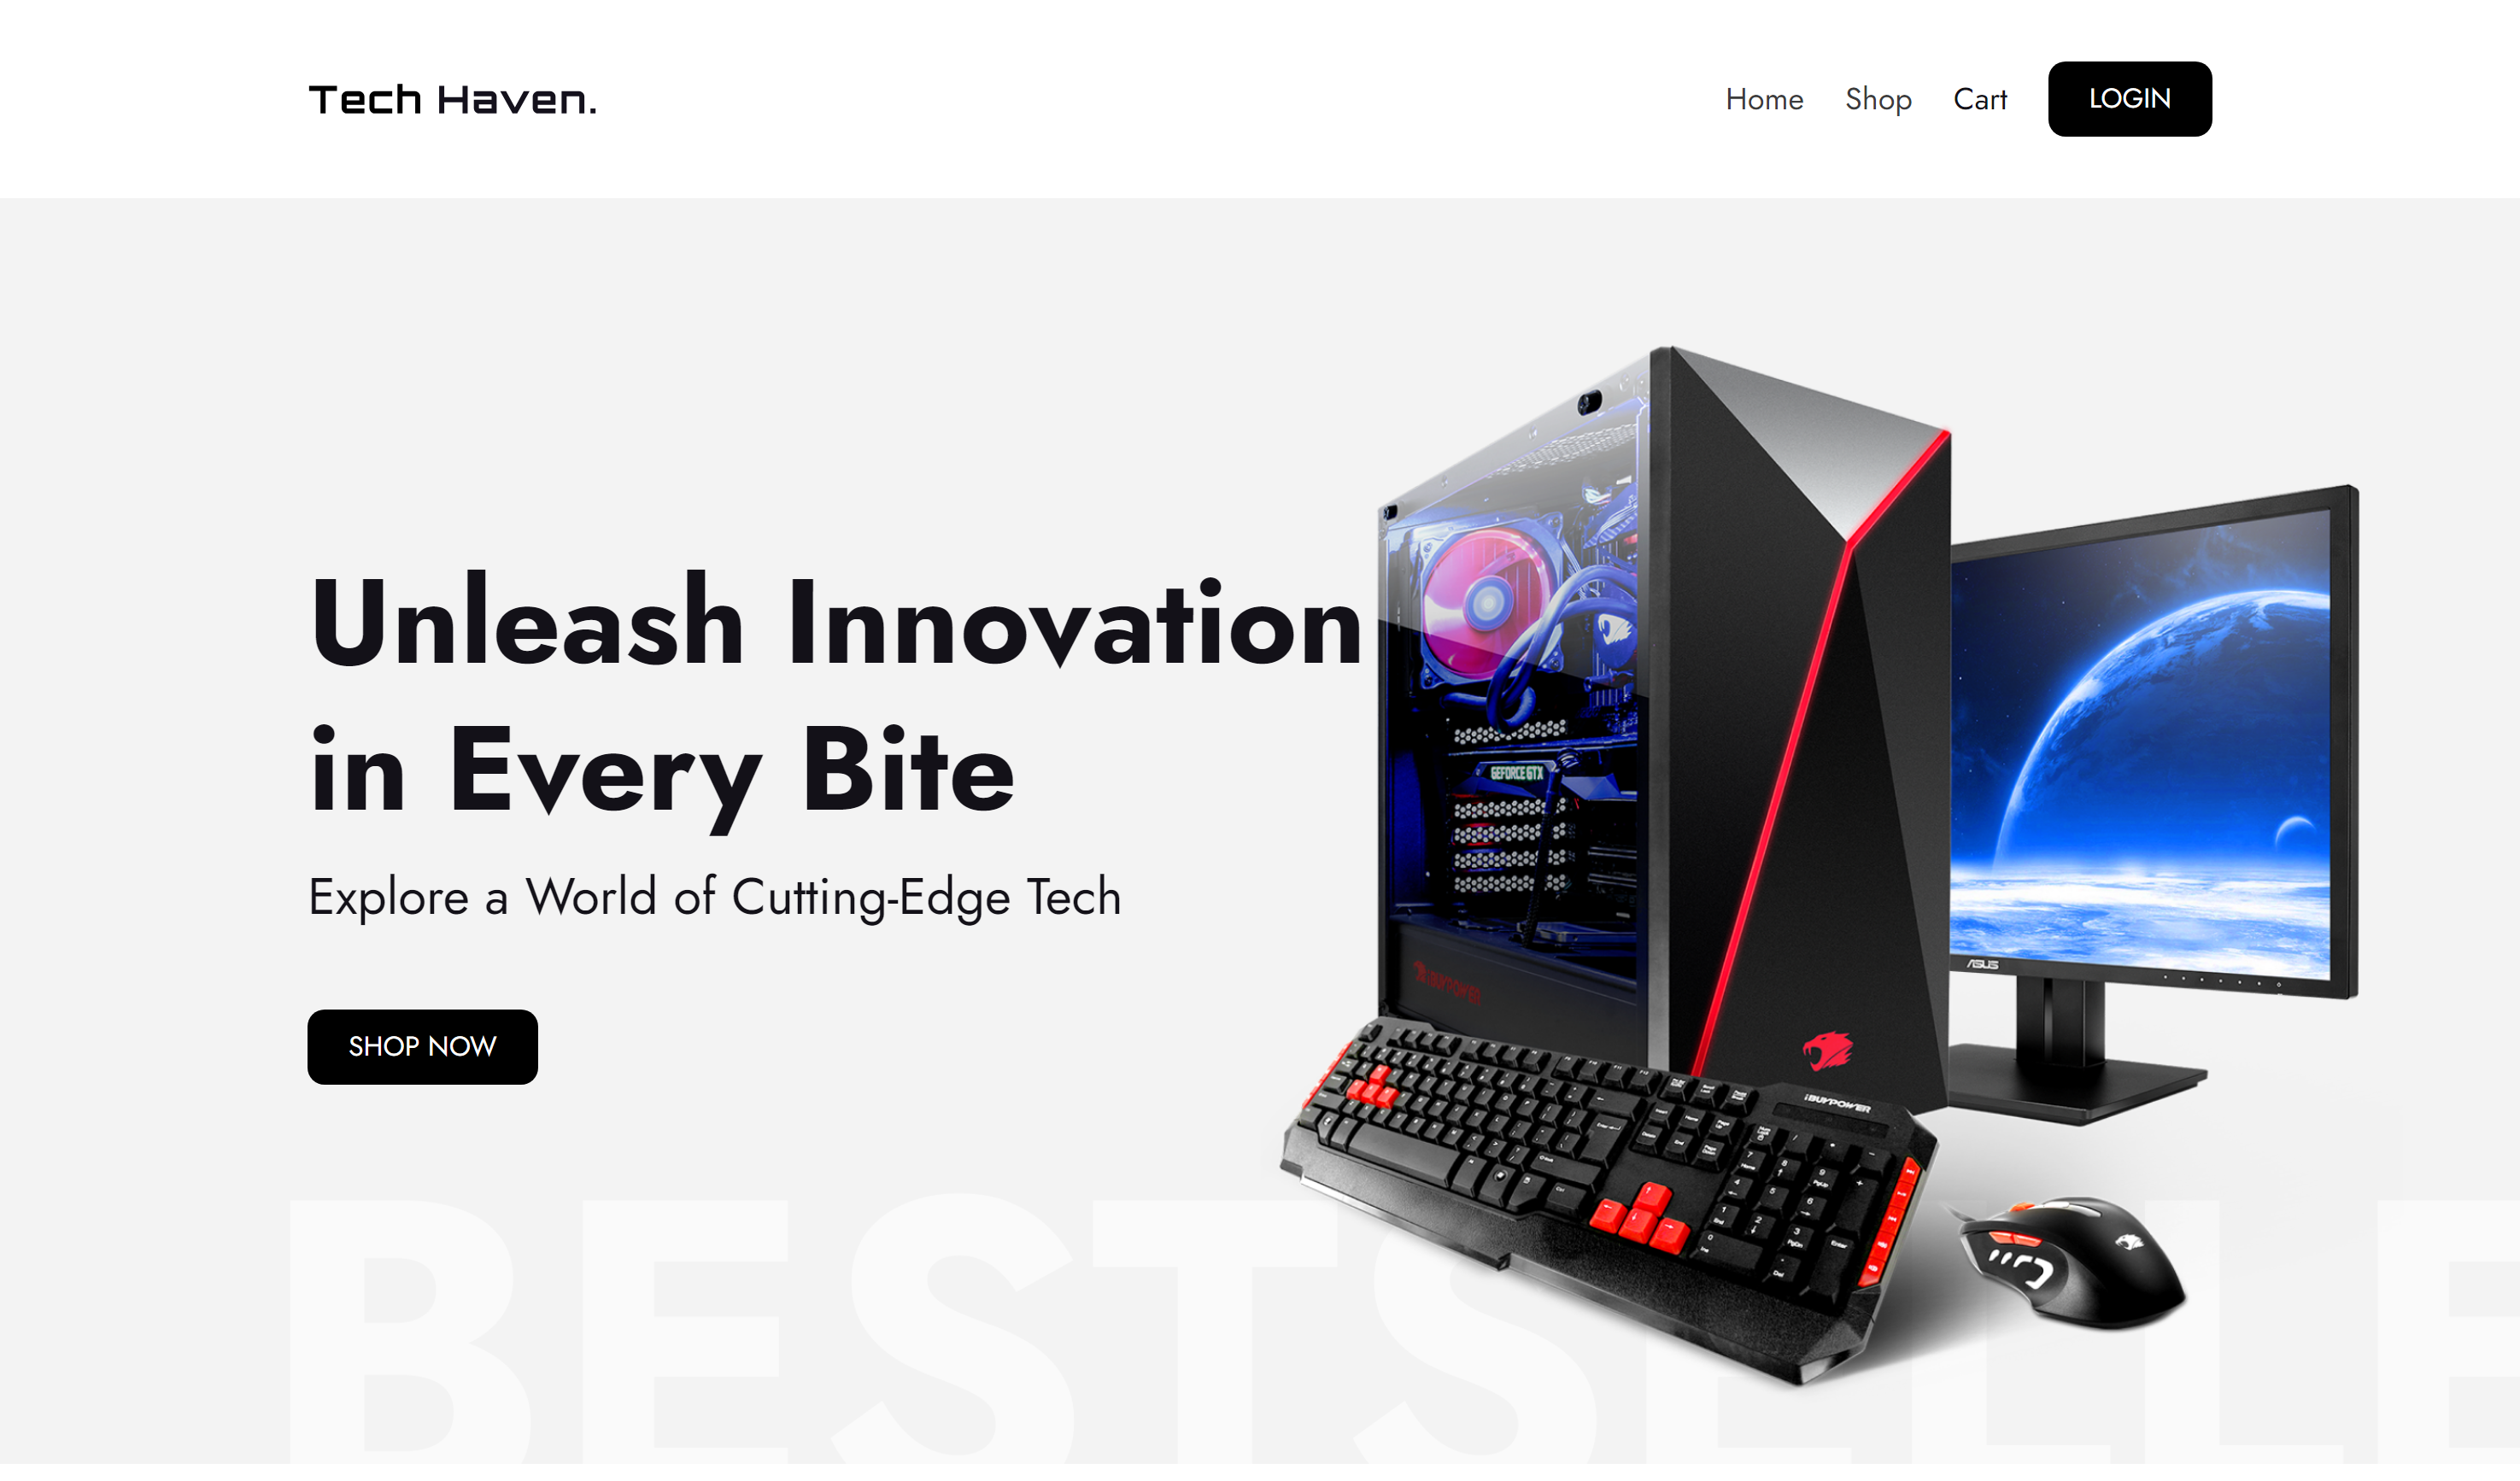 Tech Haven.
Home Shop Cart LOGIN
Unleash Innovation
in Every Bite
Explore a World of Cutting-Edge Tech
SHOP NOW
GEFORCE GTX
iBUYPOWER
ASUS
iBUYPOWER
BESTSELLE